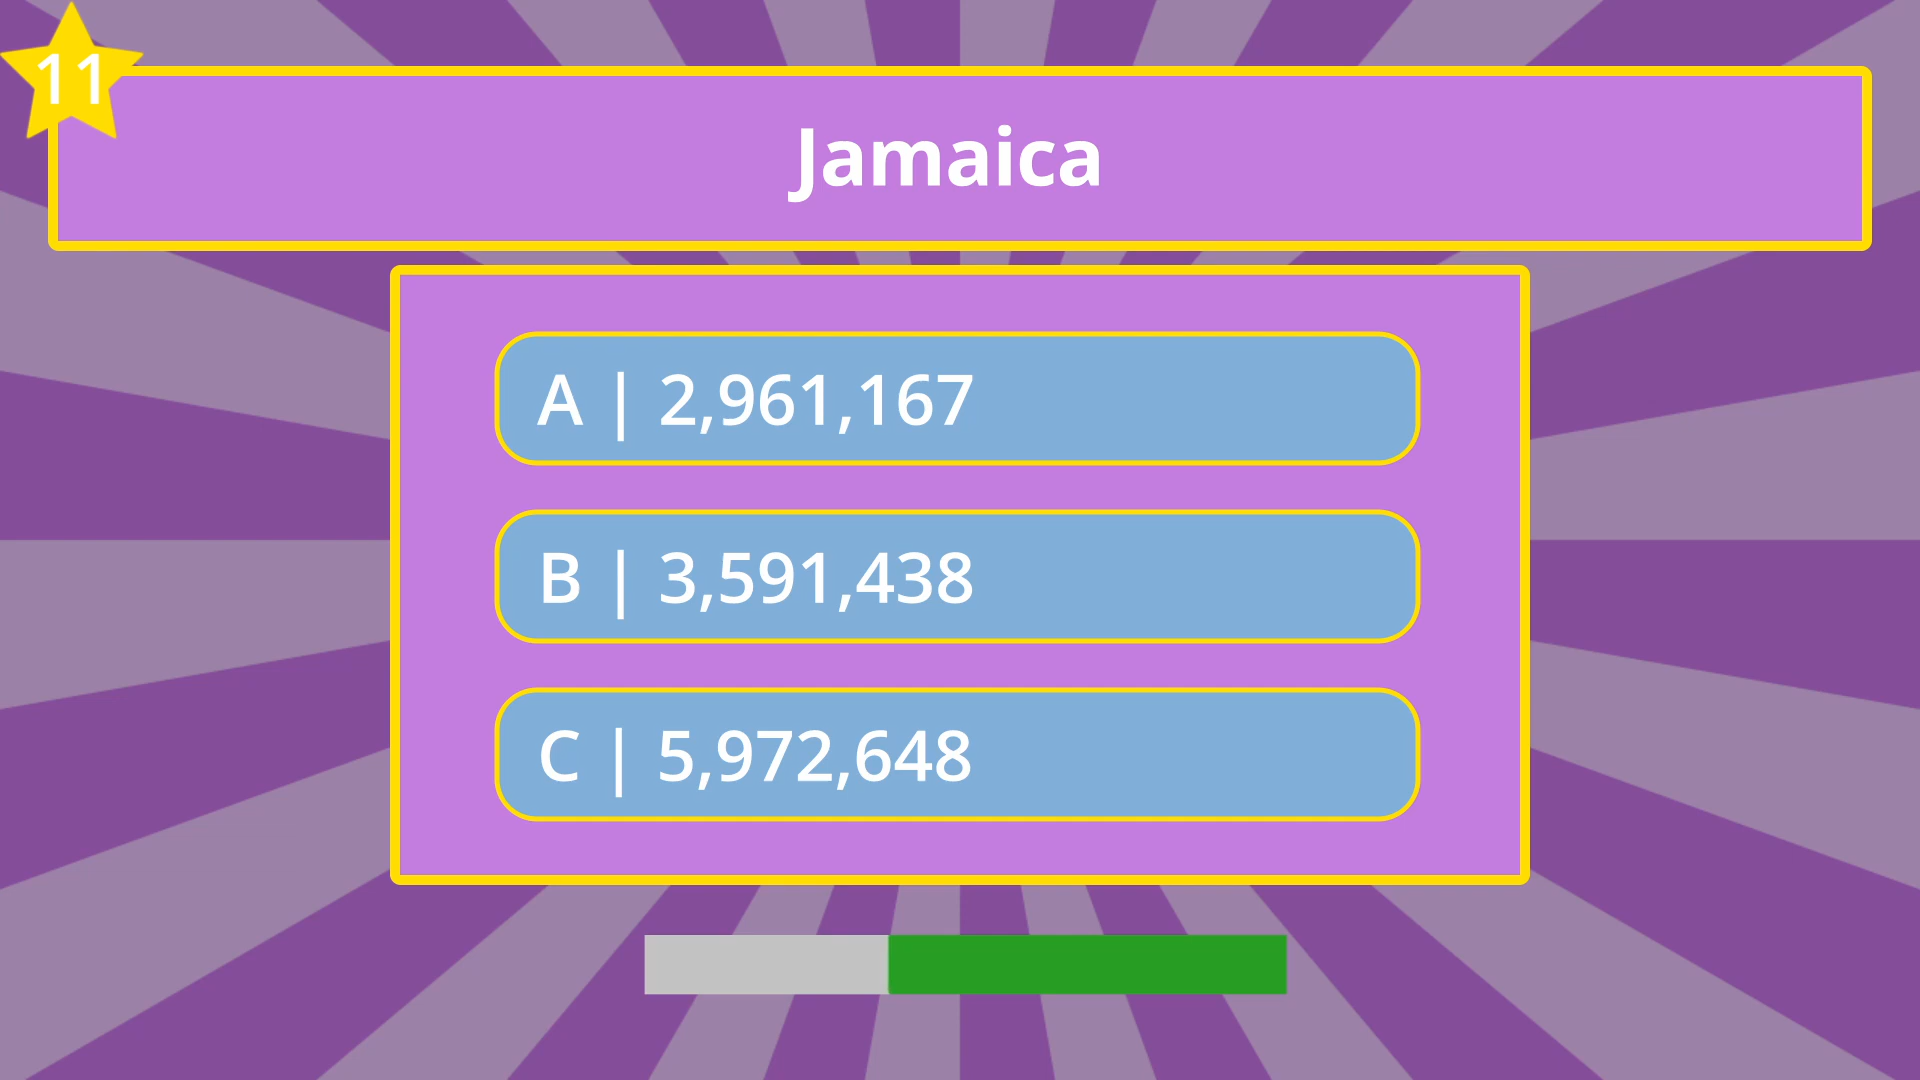 11
Jamaica
A | 2,961,167
B | 3,591,438
C | 5,972,648